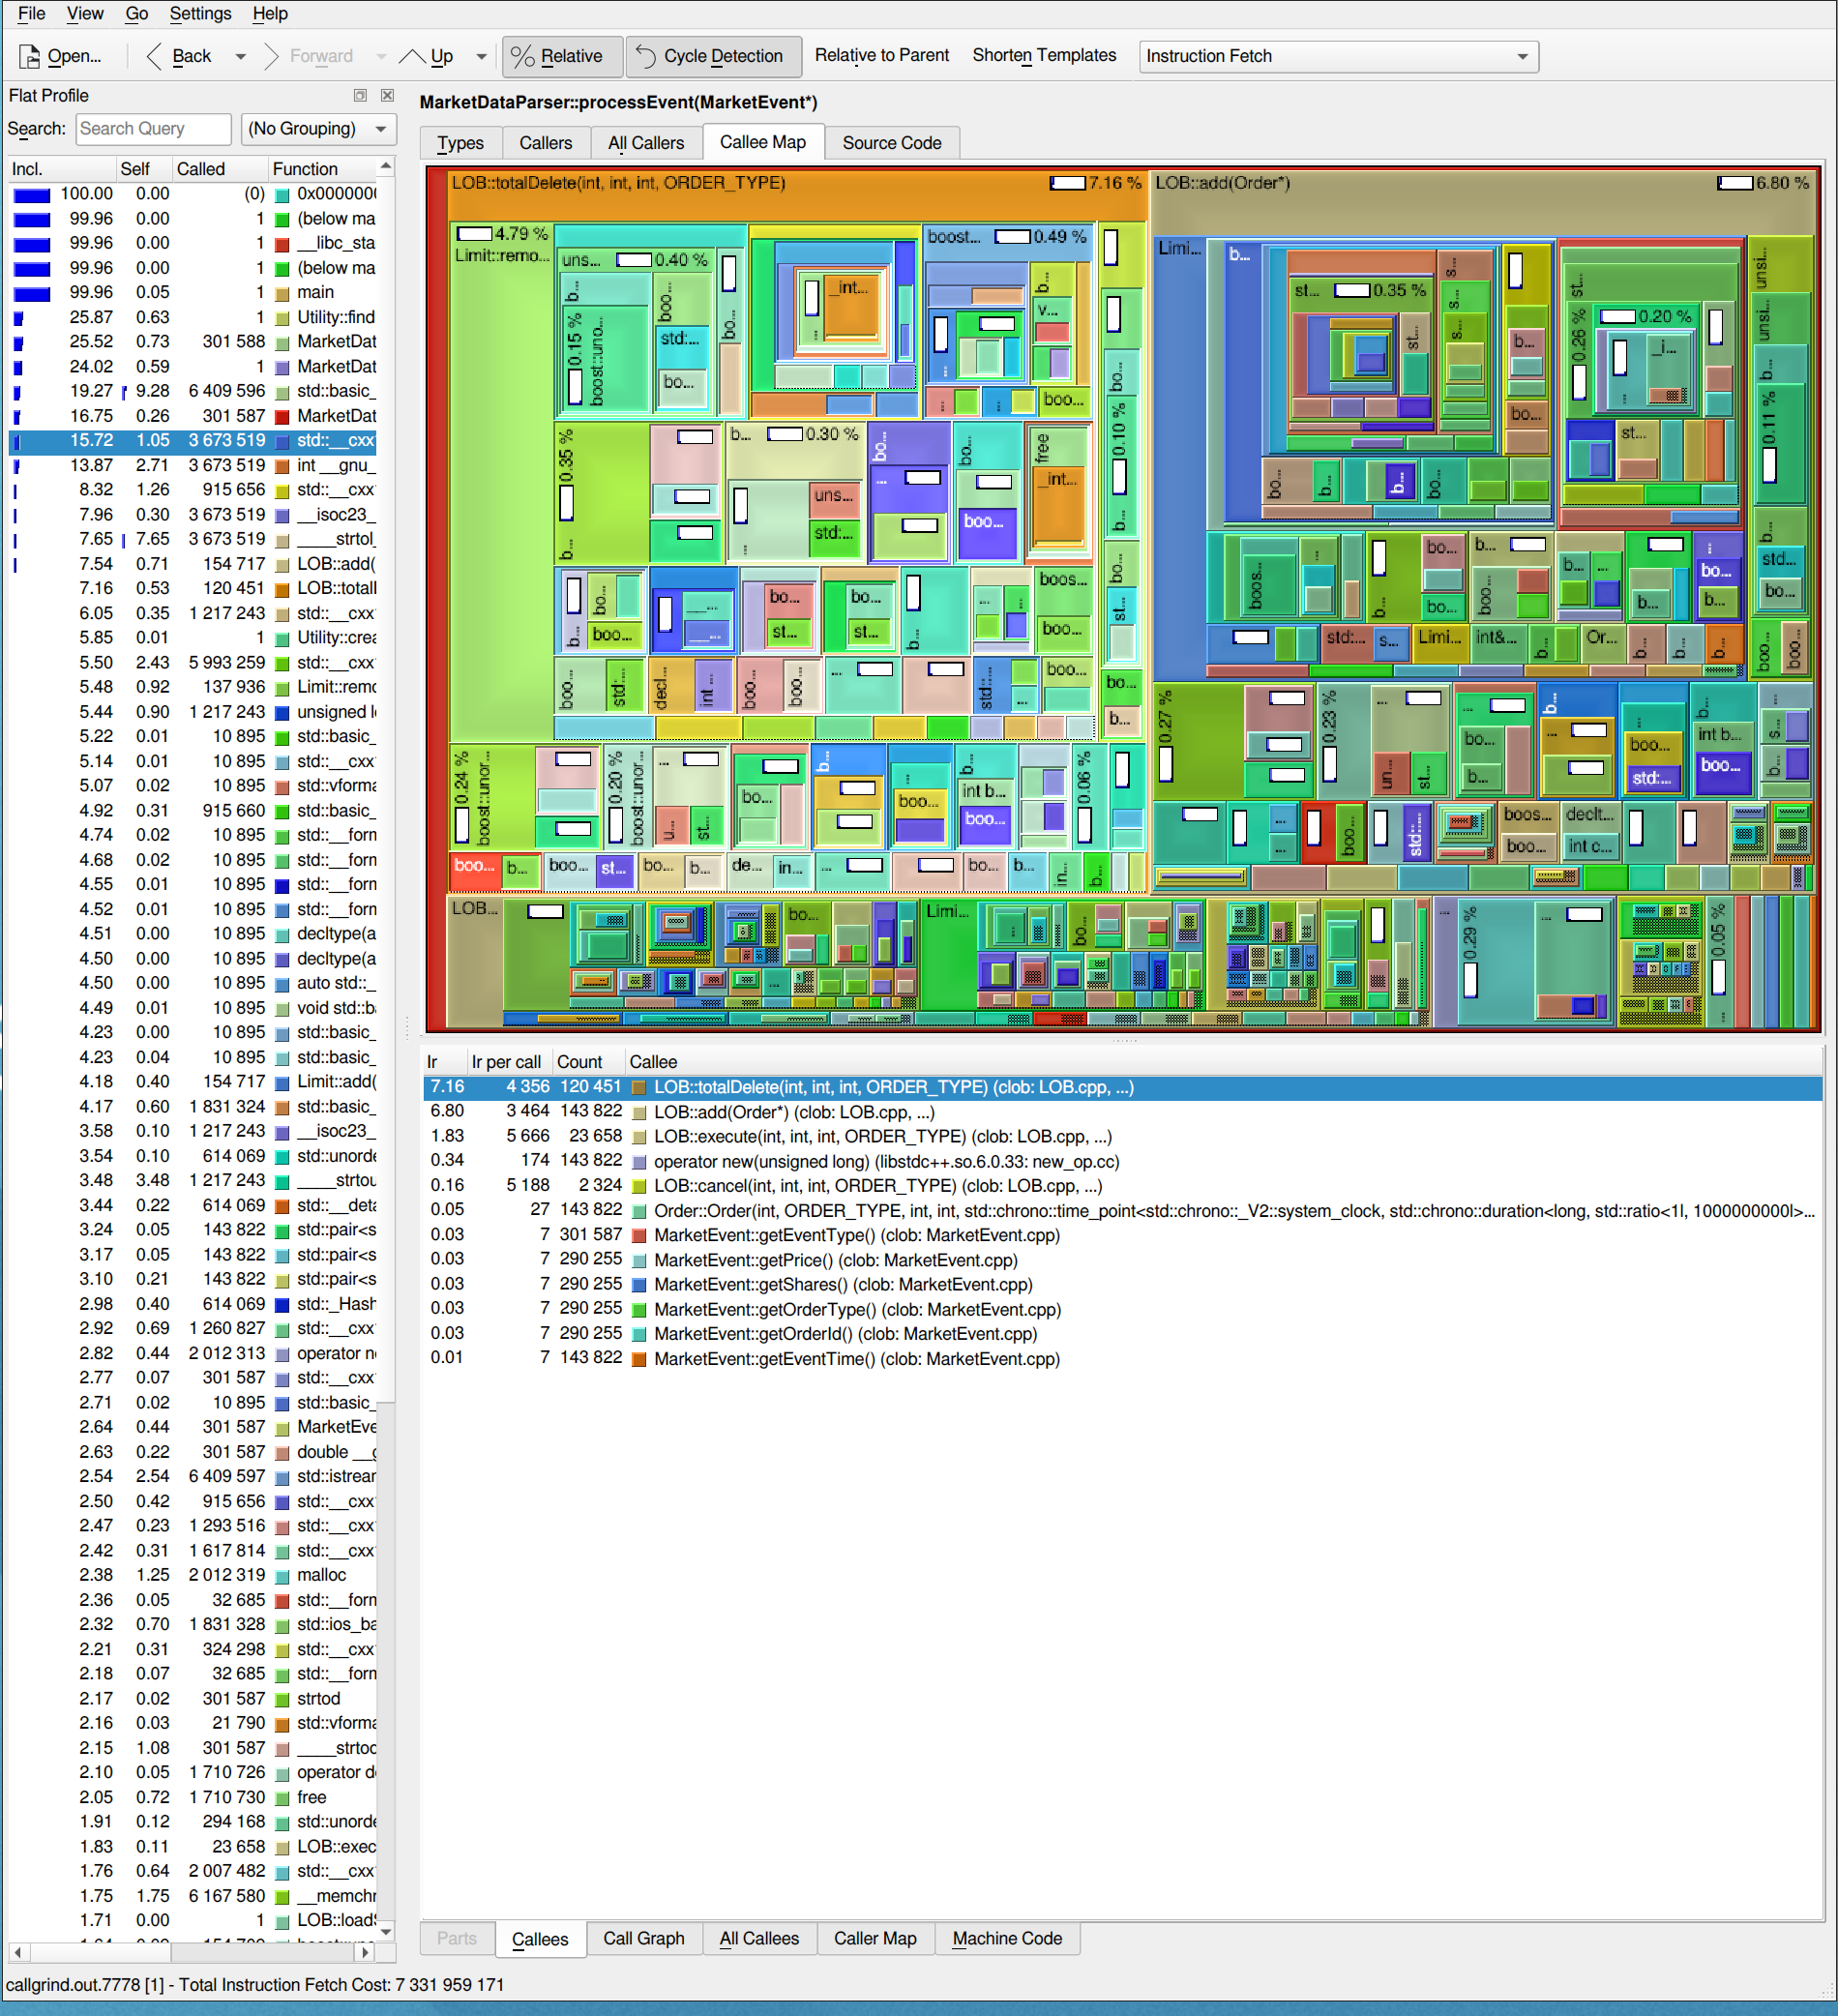 File View Go Settings Help
Open... Back Forward Up Relative Cycle Detection Relative to Parent Shorten Templates Instruction Fetch
Flat Profile
Search: Search Query (No Grouping)
Incl. Self Called Function
100.00 0.00 (0) 0x000000(
99.96 0.00 1 (below ma
99.96 0.00 1 __libc_sta
99.96 0.00 1 (below ma
99.96 0.05 1 main
25.87 0.63 1 Utility::find
25.52 0.73 301 588 MarketDat
24.02 0.59 1 MarketDat
19.27 9.28 6 409 596 std::basic_
16.75 0.26 301 587 MarketDat
15.72 1.05 3 673 519 std::__cxx
13.87 2.71 3 673 519 int __gnu_
8.32 1.26 915 656 std::__cxx
7.96 0.30 3 673 519 __isoc23_
7.65 7.65 3 673 519 ____strtol_
7.54 0.71 154 717 LOB::add(
7.16 0.53 120 451 LOB::totalI
6.05 0.35 1 217 243 std::__cxx
5.85 0.01 1 Utility::crea
5.50 2.43 5 993 259 std::__cxx
5.48 0.92 137 936 Limit::remo
5.44 0.90 1 217 243 unsigned l
5.22 0.01 10 895 std::basic_
5.14 0.01 10 895 std::__cxx
5.07 0.02 10 895 std::vforma
4.92 0.31 915 660 std::basic_
4.74 0.02 10 895 std::__forn
4.68 0.02 10 895 std::__forn
4.55 0.01 10 895 std::__forn
4.52 0.01 10 895 std::__forn
4.51 0.00 10 895 decltype(a
4.50 0.00 10 895 decltype(a
4.50 0.00 10 895 auto std::_
4.49 0.01 10 895 void std::b
4.23 0.00 10 895 std::basic_
4.23 0.04 10 895 std::basic_
4.18 0.40 154 717 Limit::add(
4.17 0.60 1 831 324 std::basic_
3.58 0.10 1 217 243 __isoc23_
3.54 0.10 614 069 std::unorde
3.48 3.48 1 217 243 ____strtou
3.44 0.22 614 069 std::__deta
3.24 0.05 143 822 std::pair<s
3.17 0.05 143 822 std::pair<s
3.10 0.21 143 822 std::pair<s
2.98 0.40 614 069 std::_Hash
2.92 0.69 1 260 827 std::__cxx
2.82 0.44 2 012 313 operator n
2.77 0.07 301 587 std::__cxx
2.71 0.02 10 895 std::basic_
2.64 0.44 301 587 MarketEve
2.63 0.22 301 587 double __g
2.54 2.54 6 409 597 std::istrear
2.50 0.42 915 656 std::__cxx
2.47 0.23 1 293 516 std::__cxx
2.42 0.31 1 617 814 std::__cxx
2.38 1.25 2 012 319 malloc
2.36 0.05 32 685 std::__forn
2.32 0.70 1 831 328 std::ios_ba
2.21 0.31 324 298 std::__cxx
2.18 0.07 32 685 std::__forn
2.17 0.02 301 587 strtod
2.16 0.03 21 790 std::vforma
2.15 1.08 301 587 ____strtoc
2.10 0.05 1 710 726 operator d
2.05 0.72 1 710 730 free
1.91 0.12 294 168 std::unorde
1.83 0.11 23 658 LOB::exec
1.76 0.64 2 007 482 std::__cxx
1.75 1.75 6 167 580 __memchr
1.71 0.00 1 LOB::loadS
MarketDataParser::processEvent(MarketEvent*)
Types Callers All Callers Callee Map Source Code
LOB::totalDelete(int, int, int, ORDER_TYPE) 7.16 % LOB::add(Order*) 6.80 %
4.79 %
Limit::remo...
uns... 0.40 %
boost... 0.49 %
_int...
0.15 %
boost::uno...
Limi...
st... 0.35 %
0.26 %
0.20 %
0.11 %
0.10 %
0.35 %
b... 0.30 %
free
_int...
0.24 %
boost::unor...
0.20 %
boost::unor...
int b...
0.06 %
0.27 %
0.23 %
LOB...
Limi...
0.29 %
0.05 %
Ir Ir per call Count Callee
7.16 4 356 120 451 LOB::totalDelete(int, int, int, ORDER_TYPE) (clob: LOB.cpp, ...)
6.80 3 464 143 822 LOB::add(Order*) (clob: LOB.cpp, ...)
1.83 5 666 23 658 LOB::execute(int, int, int, ORDER_TYPE) (clob: LOB.cpp, ...)
0.34 174 143 822 operator new(unsigned long) (libstdc++.so.6.0.33: new_op.cc)
0.16 5 188 2 324 LOB::cancel(int, int, int, ORDER_TYPE) (clob: LOB.cpp, ...)
0.05 27 143 822 Order::Order(int, ORDER_TYPE, int, int, std::chrono::time_point<std::chrono::_V2::system_clock, std::chrono::duration<long, std::ratio<1l, 1000000000l>...
0.03 7 301 587 MarketEvent::getEventType() (clob: MarketEvent.cpp)
0.03 7 290 255 MarketEvent::getPrice() (clob: MarketEvent.cpp)
0.03 7 290 255 MarketEvent::getShares() (clob: MarketEvent.cpp)
0.03 7 290 255 MarketEvent::getOrderType() (clob: MarketEvent.cpp)
0.03 7 290 255 MarketEvent::getOrderId() (clob: MarketEvent.cpp)
0.01 7 143 822 MarketEvent::getEventTime() (clob: MarketEvent.cpp)
Parts Callees Call Graph All Callees Caller Map Machine Code
callgrind.out.7778 [1] - Total Instruction Fetch Cost: 7 331 959 171